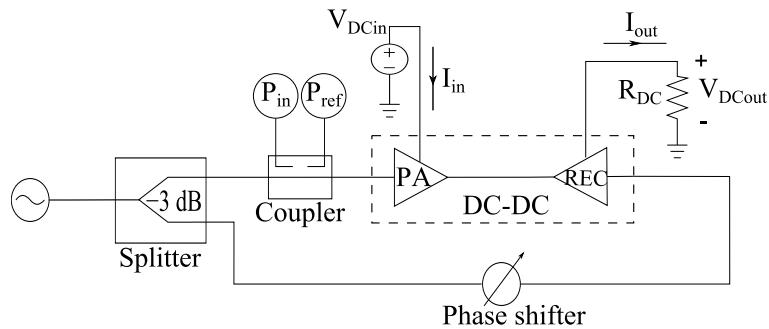 V_DCin
I_out
+
+
−
I_in
P_in
P_ref
R_DC
V_DCout
-
−3 dB
PA
REC
Coupler
DC-DC
Splitter
Phase shifter